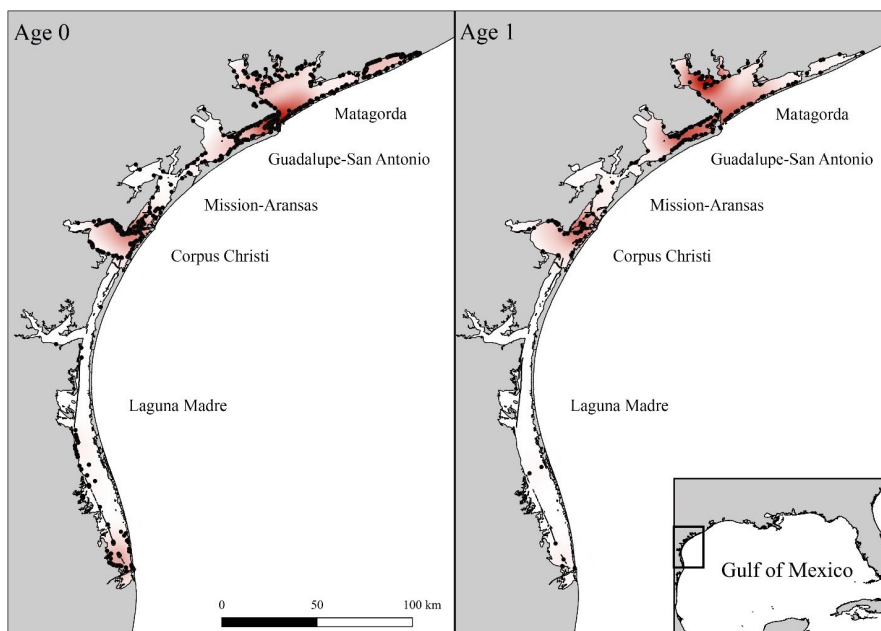 Age 0
Matagorda
Guadalupe-San Antonio
Mission-Aransas
Corpus Christi
Laguna Madre
0 50 100 km
Age 1
Matagorda
Guadalupe-San Antonio
Mission-Aransas
Corpus Christi
Laguna Madre
Gulf of Mexico